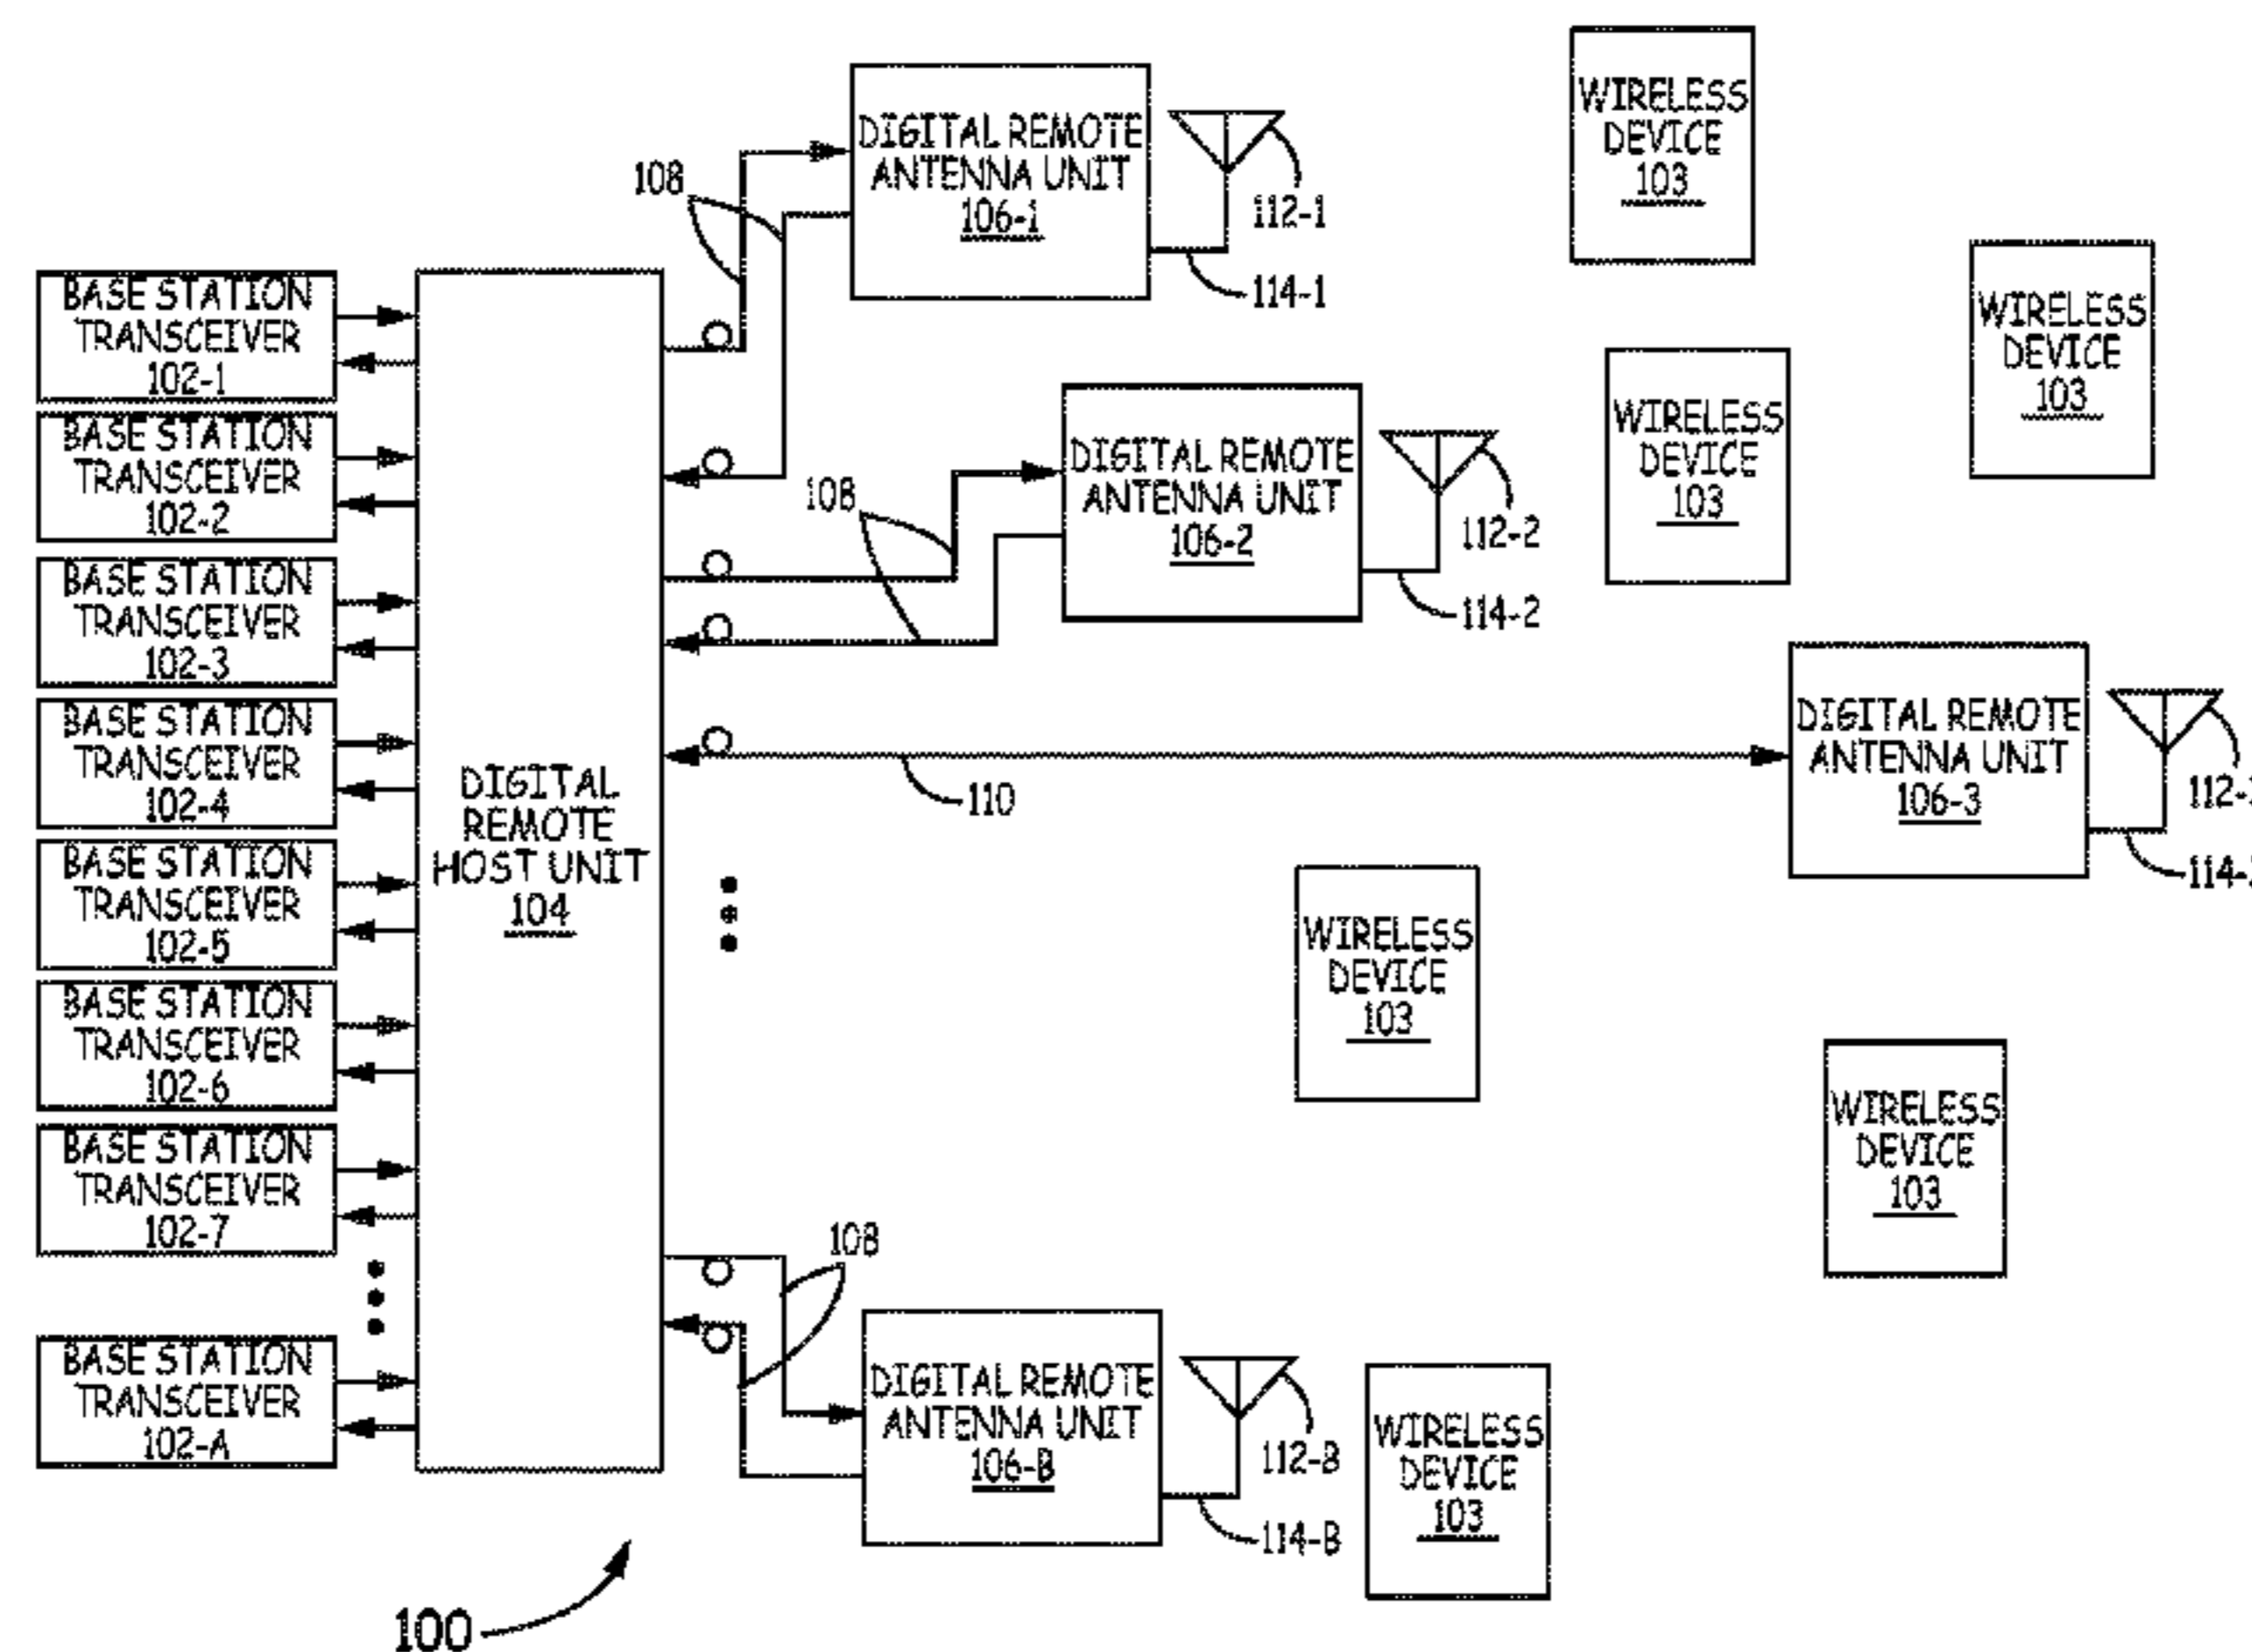 BASE STATION
TRANSCEIVER
102-1
BASE STATION
TRANSCEIVER
102-2
BASE STATION
TRANSCEIVER
102-3
BASE STATION
TRANSCEIVER
102-4
BASE STATION
TRANSCEIVER
102-5
BASE STATION
TRANSCEIVER
102-6
BASE STATION
TRANSCEIVER
102-7
BASE STATION
TRANSCEIVER
102-A
DIGITAL
REMOTE
HOST UNIT
104
108
DIGITAL REMOTE
ANTENNA UNIT
106-1
112-1
114-1
108
DIGITAL REMOTE
ANTENNA UNIT
106-2
112-2
114-2
110
DIGITAL REMOTE
ANTENNA UNIT
106-3
112-
114-
108
DIGITAL REMOTE
ANTENNA UNIT
106-B
112-B
114-B
WIRELESS
DEVICE
103
WIRELESS
DEVICE
103
WIRELESS
DEVICE
103
WIRELESS
DEVICE
103
WIRELESS
DEVICE
103
WIRELESS
DEVICE
103
100